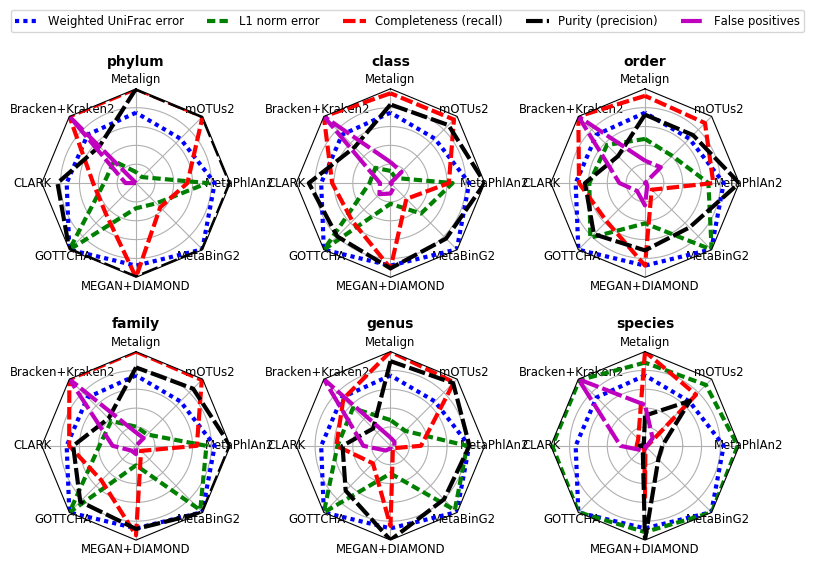 Weighted UniFrac error L1 norm error Completeness (recall) Purity (precision) False positives
phylum class order
Metalign Metalign Metalign
Bracken+Kraken2 mOTUs2 Bracken+Kraken2 mOTUs2 Bracken+Kraken2 mOTUs2
CLARK MetaPhlAn2 CLARK MetaPhlAn2 CLARK MetaPhlAn2
GOTTCHA MetaBinG2 GOTTCHA MetaBinG2 GOTTCHA MetaBinG2
MEGAN+DIAMOND MEGAN+DIAMOND MEGAN+DIAMOND
family genus species
Metalign Metalign Metalign
Bracken+Kraken2 mOTUs2 Bracken+Kraken2 mOTUs2 Bracken+Kraken2 mOTUs2
CLARK MetaPhlAn2 CLARK MetaPhlAn2 CLARK MetaPhlAn2
GOTTCHA MetaBinG2 GOTTCHA MetaBinG2 GOTTCHA MetaBinG2
MEGAN+DIAMOND MEGAN+DIAMOND MEGAN+DIAMOND